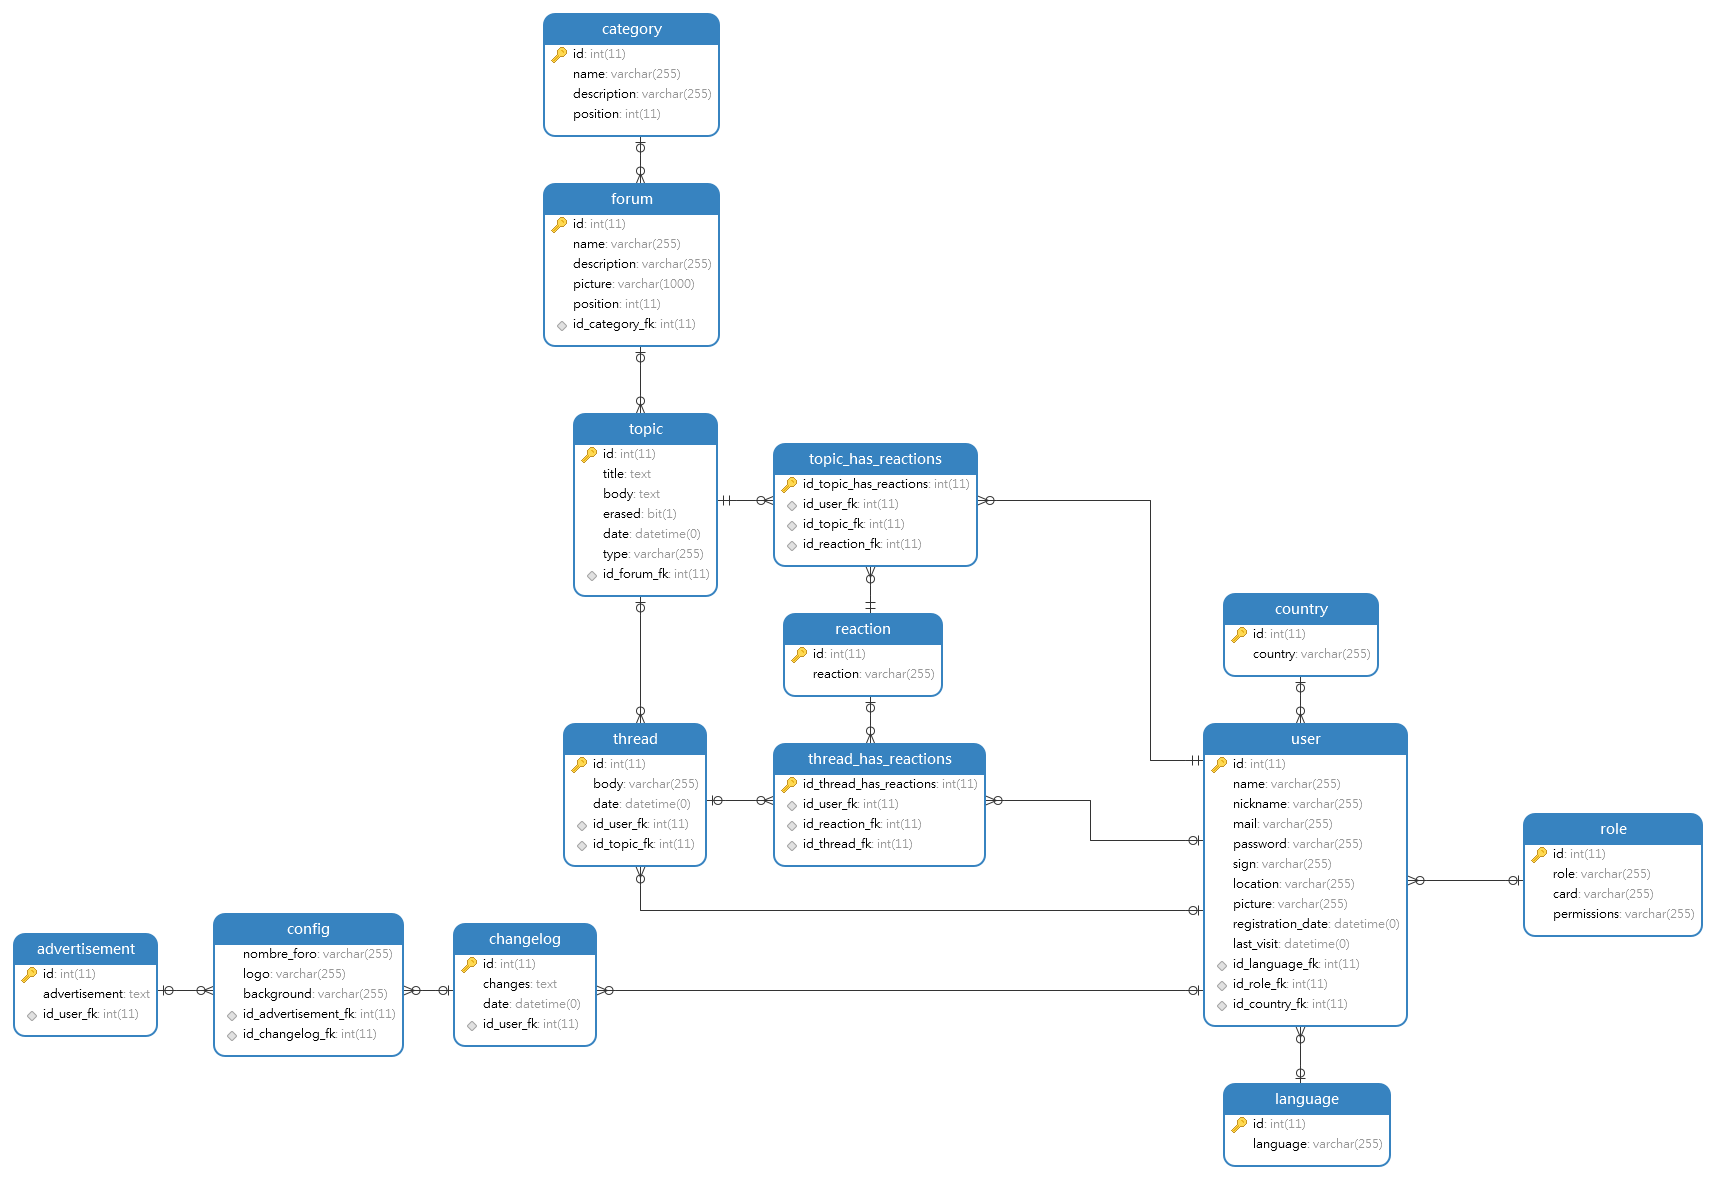 category
id: int(11)
name: varchar(255)
description: varchar(255)
position: int(11)
forum
id: int(11)
name: varchar(255)
description: varchar(255)
picture: varchar(1000)
position: int(11)
id_category_fk: int(11)
topic
id: int(11)
title: text
body: text
erased: bit(1)
date: datetime(0)
type: varchar(255)
id_forum_fk: int(11)
topic_has_reactions
id_topic_has_reactions: int(11)
id_user_fk: int(11)
id_topic_fk: int(11)
id_reaction_fk: int(11)
reaction
id: int(11)
reaction: varchar(255)
country
id: int(11)
country: varchar(255)
thread
id: int(11)
body: varchar(255)
date: datetime(0)
id_user_fk: int(11)
id_topic_fk: int(11)
thread_has_reactions
id_thread_has_reactions: int(11)
id_user_fk: int(11)
id_reaction_fk: int(11)
id_thread_fk: int(11)
user
id: int(11)
name: varchar(255)
nickname: varchar(255)
mail: varchar(255)
password: varchar(255)
sign: varchar(255)
location: varchar(255)
picture: varchar(255)
registration_date: datetime(0)
last_visit: datetime(0)
id_language_fk: int(11)
id_role_fk: int(11)
id_country_fk: int(11)
role
id: int(11)
role: varchar(255)
card: varchar(255)
permissions: varchar(255)
advertisement
id: int(11)
advertisement: text
id_user_fk: int(11)
config
nombre_foro: varchar(255)
logo: varchar(255)
background: varchar(255)
id_advertisement_fk: int(11)
id_changelog_fk: int(11)
changelog
id: int(11)
changes: text
date: datetime(0)
id_user_fk: int(11)
language
id: int(11)
language: varchar(255)